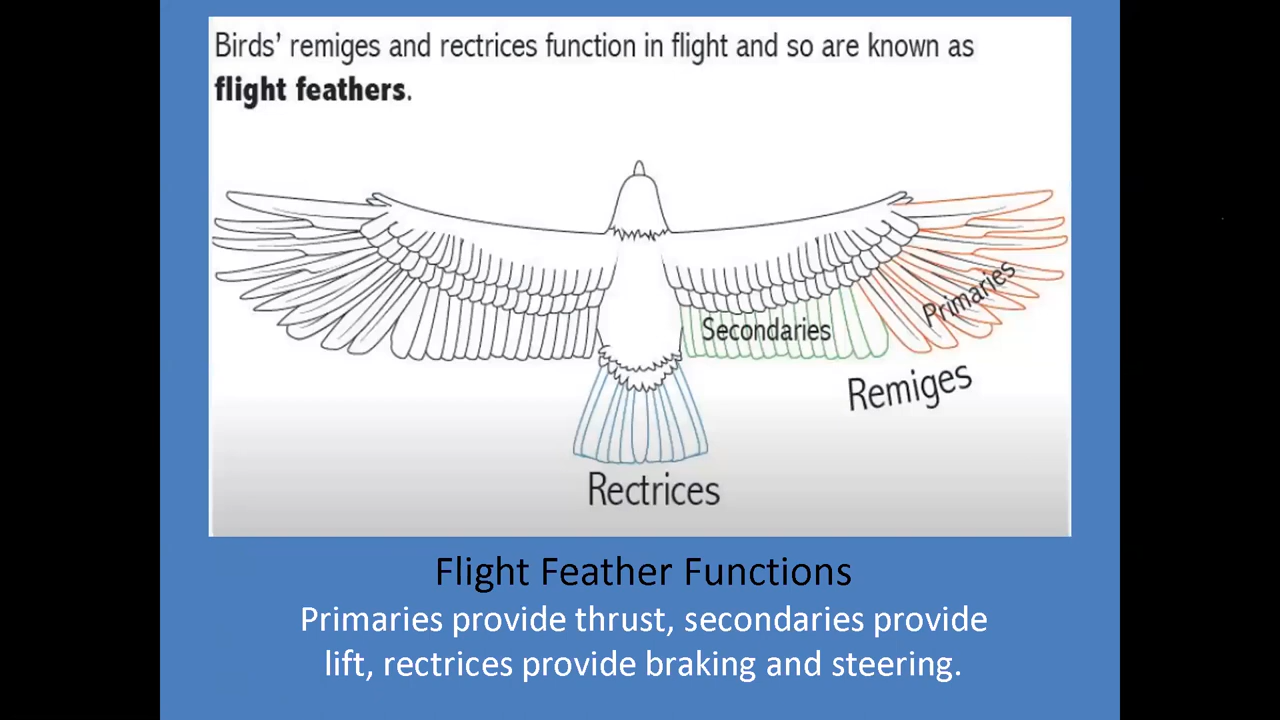 Birds' remiges and rectrices function in flight and so are known as
flight feathers.
Primaries
Secondaries
Remiges
Rectrices
Flight Feather Functions
Primaries provide thrust, secondaries provide
lift, rectrices provide braking and steering.